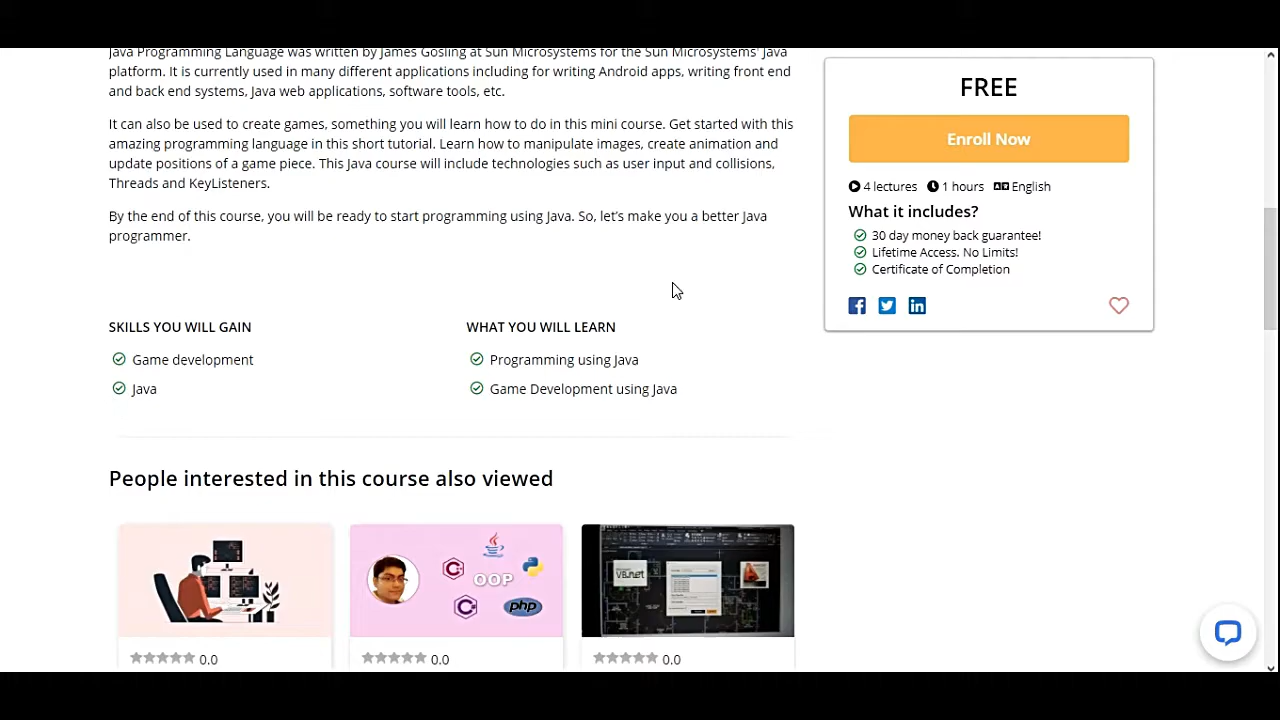 Java Programming Language was written by James Gosling at Sun Microsystems for the Sun Microsystems' Java
platform. It is currently used in many different applications including for writing Android apps, writing front end
and back end systems, Java web applications, software tools, etc.
It can also be used to create games, something you will learn how to do in this mini course. Get started with this
amazing programming language in this short tutorial. Learn how to manipulate images, create animation and
update positions of a game piece. This Java course will include technologies such as user input and collisions,
Threads and KeyListeners.
By the end of this course, you will be ready to start programming using Java. So, let's make you a better Java
programmer.
SKILLS YOU WILL GAIN
Game development
Java
WHAT YOU WILL LEARN
Programming using Java
Game Development using Java
FREE
Enroll Now
4 lectures 1 hours English
What it includes?
30 day money back guarantee!
Lifetime Access. No Limits!
Certificate of Completion
People interested in this course also viewed
OOP
php
VB.net
0.0
0.0
0.0